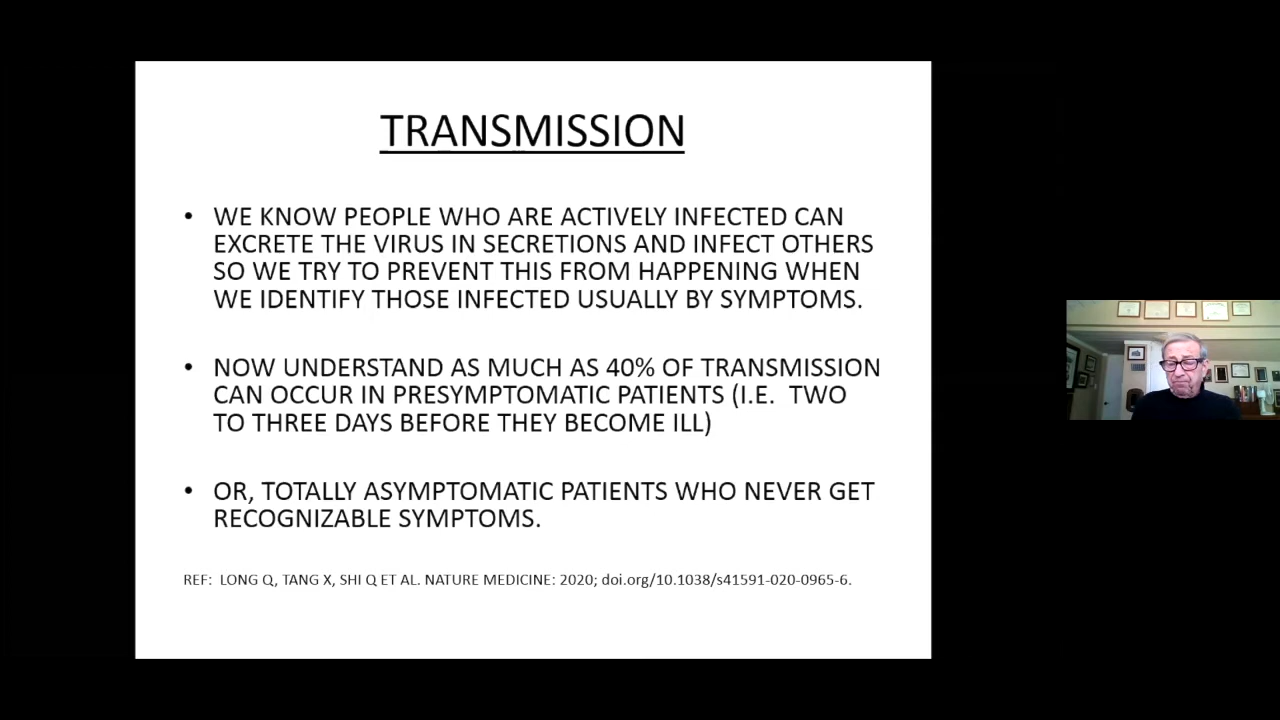 TRANSMISSION
• WE KNOW PEOPLE WHO ARE ACTIVELY INFECTED CAN
EXCRETE THE VIRUS IN SECRETIONS AND INFECT OTHERS
SO WE TRY TO PREVENT THIS FROM HAPPENING WHEN
WE IDENTIFY THOSE INFECTED USUALLY BY SYMPTOMS.
• NOW UNDERSTAND AS MUCH AS 40% OF TRANSMISSION
CAN OCCUR IN PRESYMPTOMATIC PATIENTS (I.E. TWO
TO THREE DAYS BEFORE THEY BECOME ILL)
• OR, TOTALLY ASYMPTOMATIC PATIENTS WHO NEVER GET
RECOGNIZABLE SYMPTOMS.
REF: LONG Q, TANG X, SHI Q ET AL. NATURE MEDICINE: 2020; doi.org/10.1038/s41591-020-0965-6.